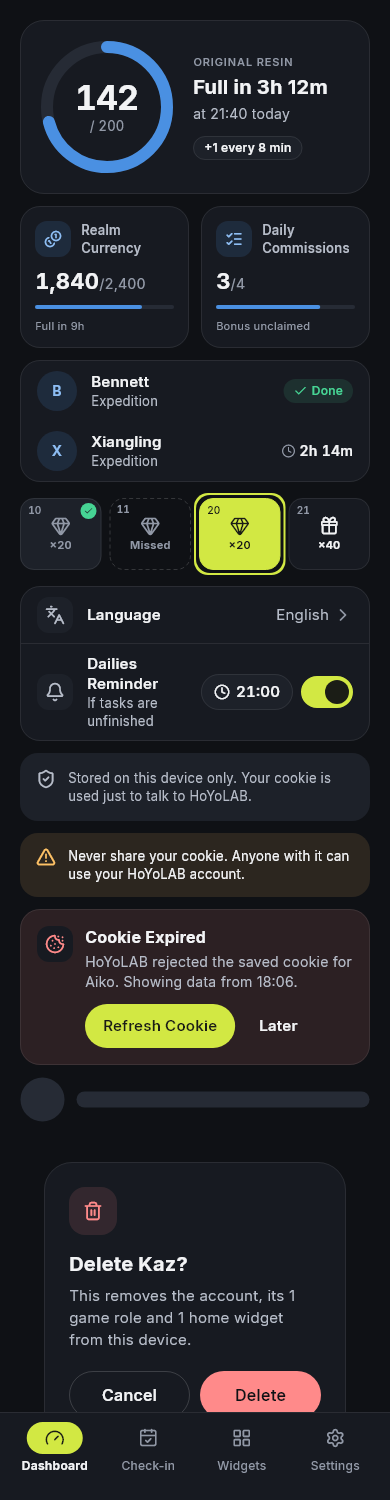 142
/ 200
ORIGINAL RESIN
Full in 3h 12m
at 21:40 today
+1 every 8 min
Realm
Currency
1,840/2,400
Full in 9h
Daily
Commissions
3/4
Bonus unclaimed
B
Bennett
Expedition
Done
X
Xiangling
Expedition
2h 14m
10
×20
11
Missed
20
×20
21
×40
Language
English
Dailies
Reminder
If tasks are
unfinished
21:00
Stored on this device only. Your cookie is
used just to talk to HoYoLAB.
Never share your cookie. Anyone with it can
use your HoYoLAB account.
Cookie Expired
HoYoLAB rejected the saved cookie for
Aiko. Showing data from 18:06.
Refresh Cookie
Later
Delete Kaz?
This removes the account, its 1
game role and 1 home widget
from this device.
Cancel
Delete
Dashboard
Check-in
Widgets
Settings